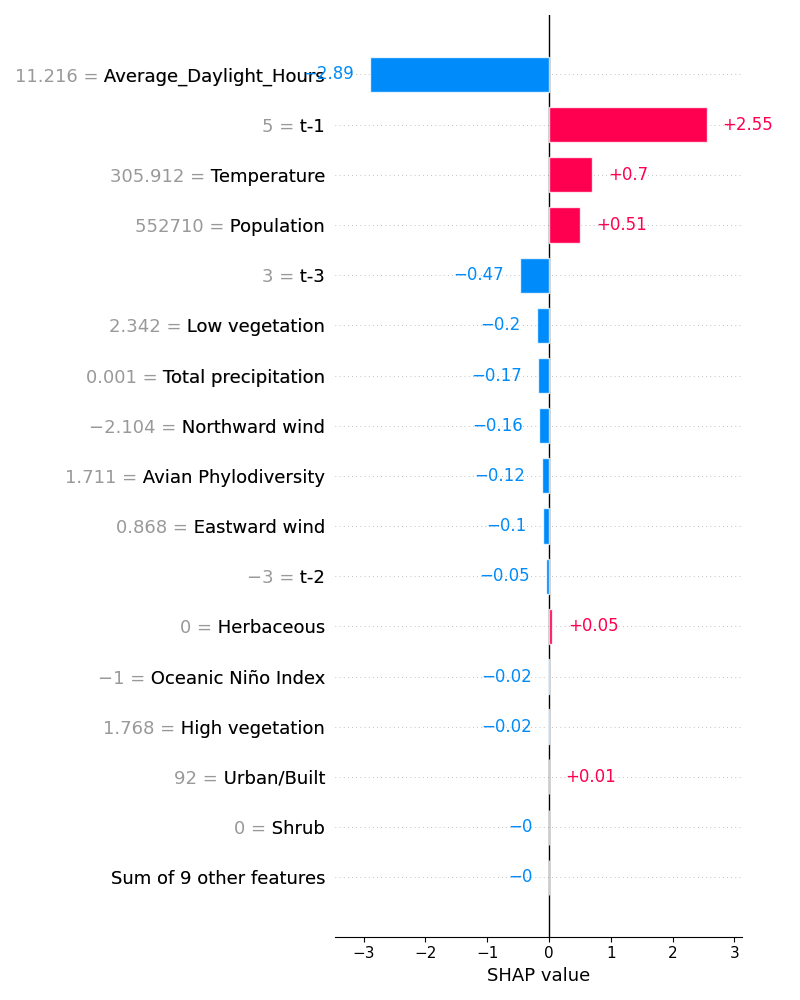 11.216 = Average_Daylight_Hours −2.89
5 = t-1 +2.55
305.912 = Temperature +0.7
552710 = Population +0.51
3 = t-3 −0.47
2.342 = Low vegetation −0.2
0.001 = Total precipitation −0.17
−2.104 = Northward wind −0.16
1.711 = Avian Phylodiversity −0.12
0.868 = Eastward wind −0.1
−3 = t-2 −0.05
0 = Herbaceous +0.05
−1 = Oceanic Niño Index −0.02
1.768 = High vegetation −0.02
92 = Urban/Built +0.01
0 = Shrub −0
Sum of 9 other features −0
−3 −2 −1 0 1 2 3
SHAP value